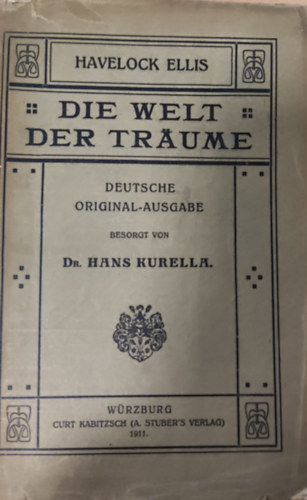 HAVELOCK ELLIS
DIE WELT
DER TRÄUME
DEUTSCHE
ORIGINAL-AUSGABE
BESORGT VON
DR. HANS KURELLA.
WÜRZBURG
CURT KABITZSCH (A. STUBER'S VERLAG)
1911.